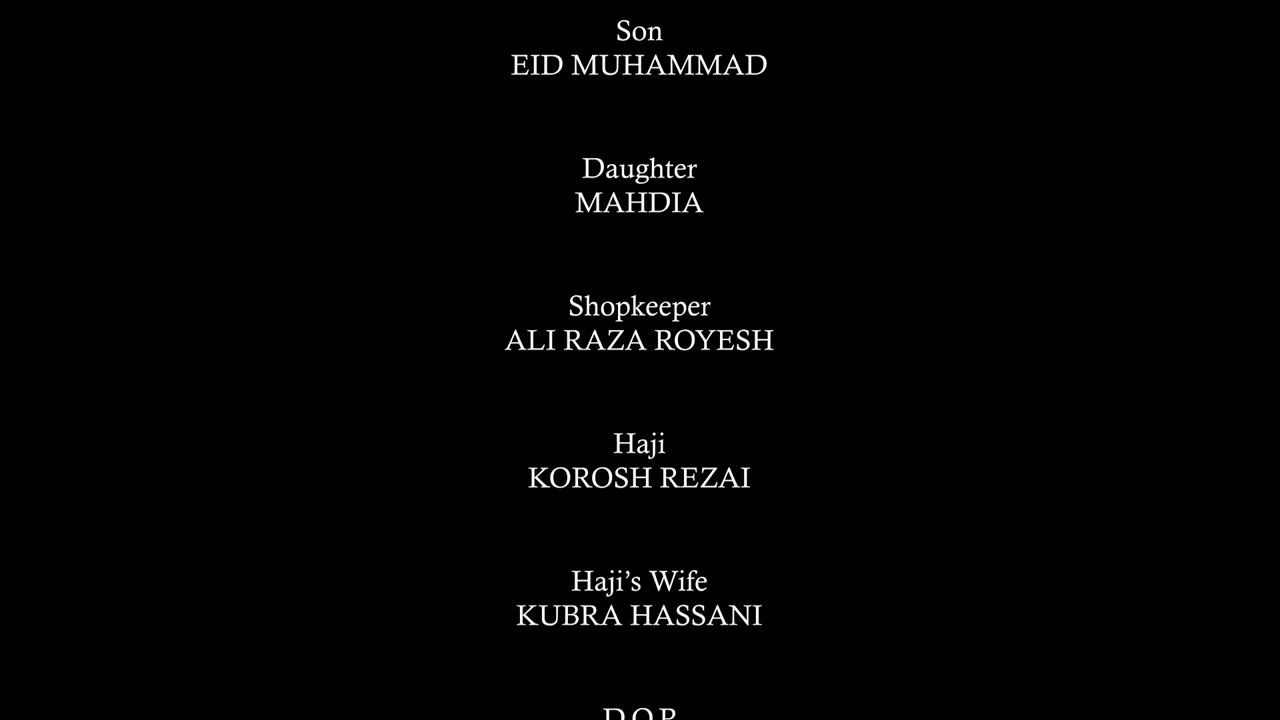 Son
EID MUHAMMAD
Daughter
MAHDIA
Shopkeeper
ALI RAZA ROYESH
Haji
KOROSH REZAI
Haji’s Wife
KUBRA HASSANI
D.O.P